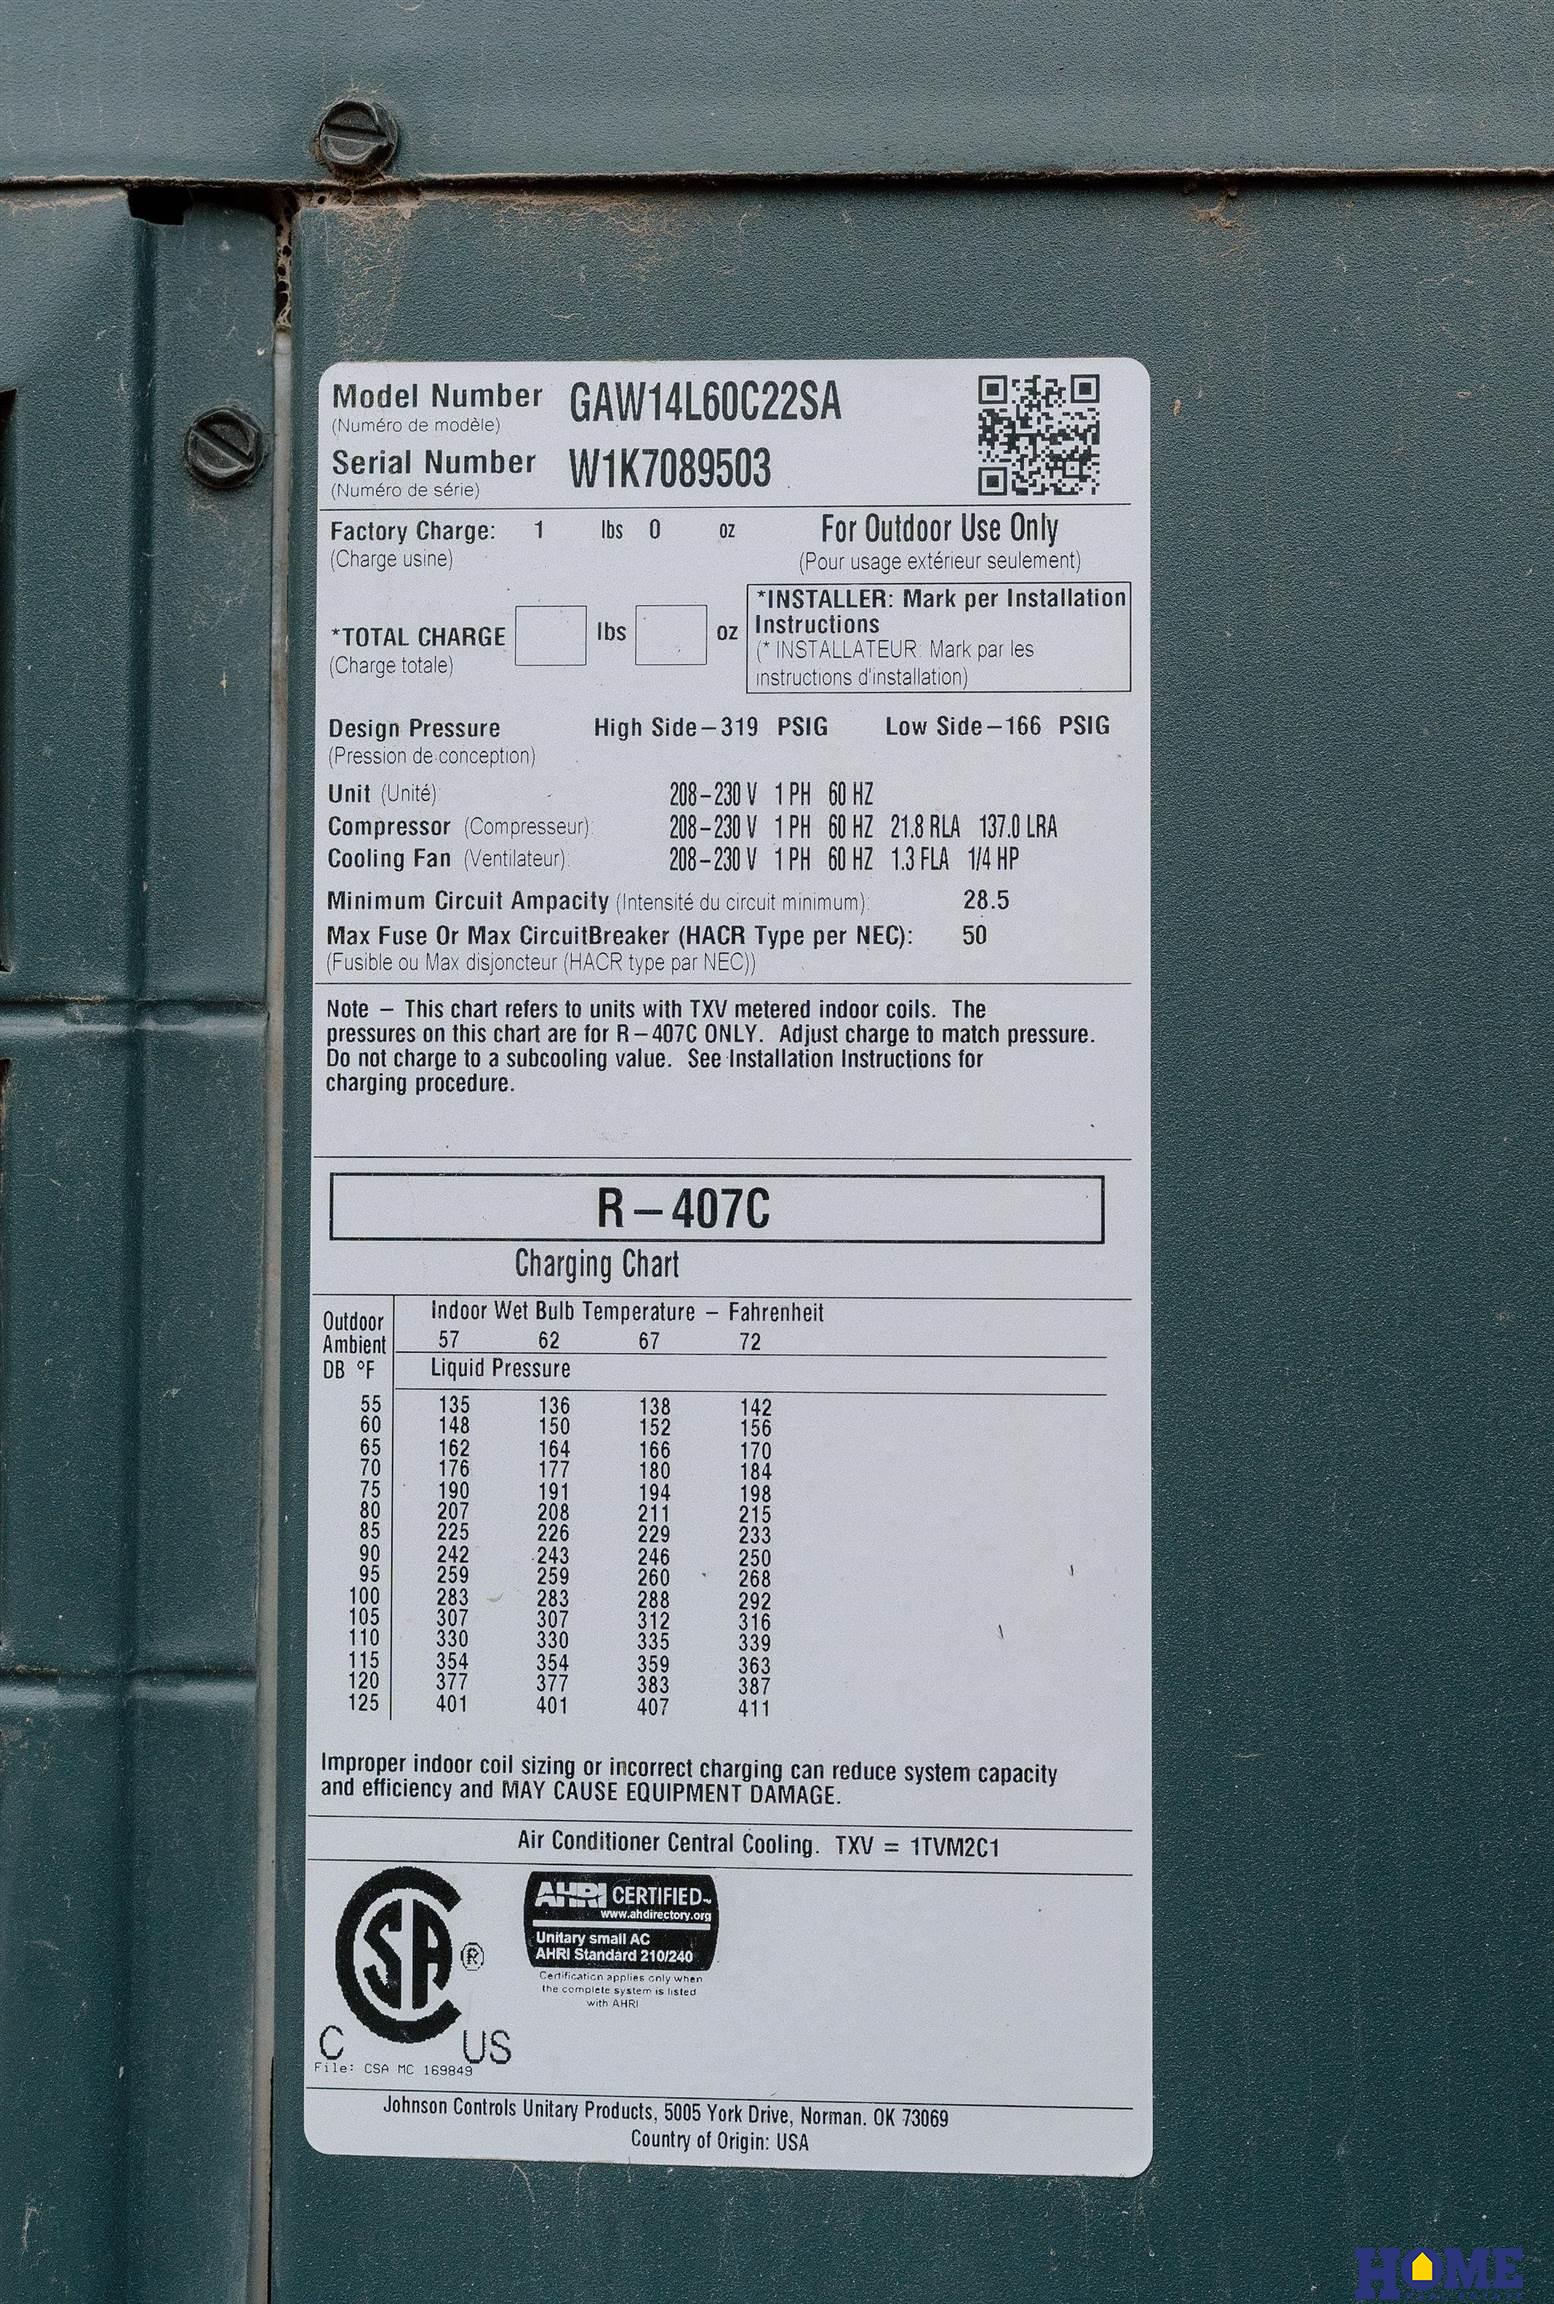 Model Number GAW14L60C22SA
(Numéro de modèle)
Serial Number W1K7089503
(Numéro de série)
Factory Charge: 1 lbs 0 oz For Outdoor Use Only
(Charge usine) (Pour usage extérieur seulement)
*TOTAL CHARGE lbs oz
(Charge totale)
*INSTALLER: Mark per Installation
Instructions
(* INSTALLATEUR: Mark par les
instructions d'installation)
Design Pressure High Side-319 PSIG Low Side-166 PSIG
(Pression de conception)
Unit (Unité) 208-230 V 1 PH 60 HZ
Compressor (Compresseur): 208-230 V 1 PH 60 HZ 21.8 RLA 137.0 LRA
Cooling Fan (Ventilateur): 208-230 V 1 PH 60 HZ 1.3 FLA 1/4 HP
Minimum Circuit Ampacity (Intensité du circuit minimum): 28.5
Max Fuse Or Max CircuitBreaker (HACR Type per NEC): 50
(Fusible ou Max disjoncteur (HACR type par NEC))
Note - This chart refers to units with TXV metered indoor coils. The
pressures on this chart are for R-407C ONLY. Adjust charge to match pressure.
Do not charge to a subcooling value. See Installation Instructions for
charging procedure.
R-407C
Charging Chart
Outdoor Indoor Wet Bulb Temperature - Fahrenheit
Ambient 57 62 67 72
DB °F Liquid Pressure
55 135 136 138 142
60 148 150 152 156
65 162 164 166 170
70 176 177 180 184
75 190 191 194 198
80 207 208 211 215
85 225 226 229 233
90 242 243 246 250
95 259 259 260 268
100 283 283 288 292
105 307 307 312 316
110 330 330 335 339
115 354 354 359 363
120 377 377 383 387
125 401 401 407 411
Improper indoor coil sizing or incorrect charging can reduce system capacity
and efficiency and MAY CAUSE EQUIPMENT DAMAGE.
Air Conditioner Central Cooling. TXV = 1TVM2C1
CSA ®
C US
File: CSA MC 169849
AHRI CERTIFIED™
www.ahdirectory.org
Unitary small AC
AHRI Standard 210/240
Certification applies only when
the complete system is listed
with AHRI
Johnson Controls Unitary Products, 5005 York Drive, Norman. OK 73069
Country of Origin: USA
HOME